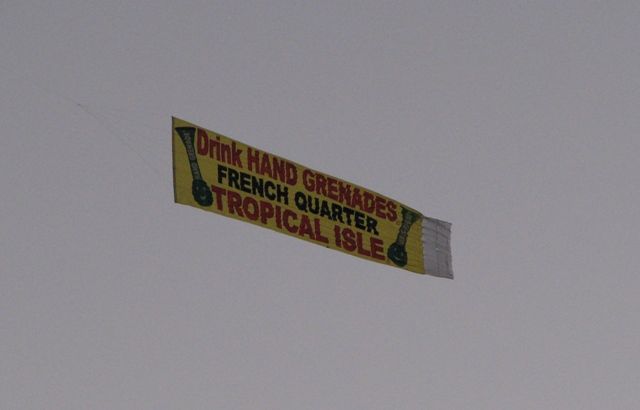 Drink HAND GRENADES
FRENCH QUARTER
TROPICAL ISLE